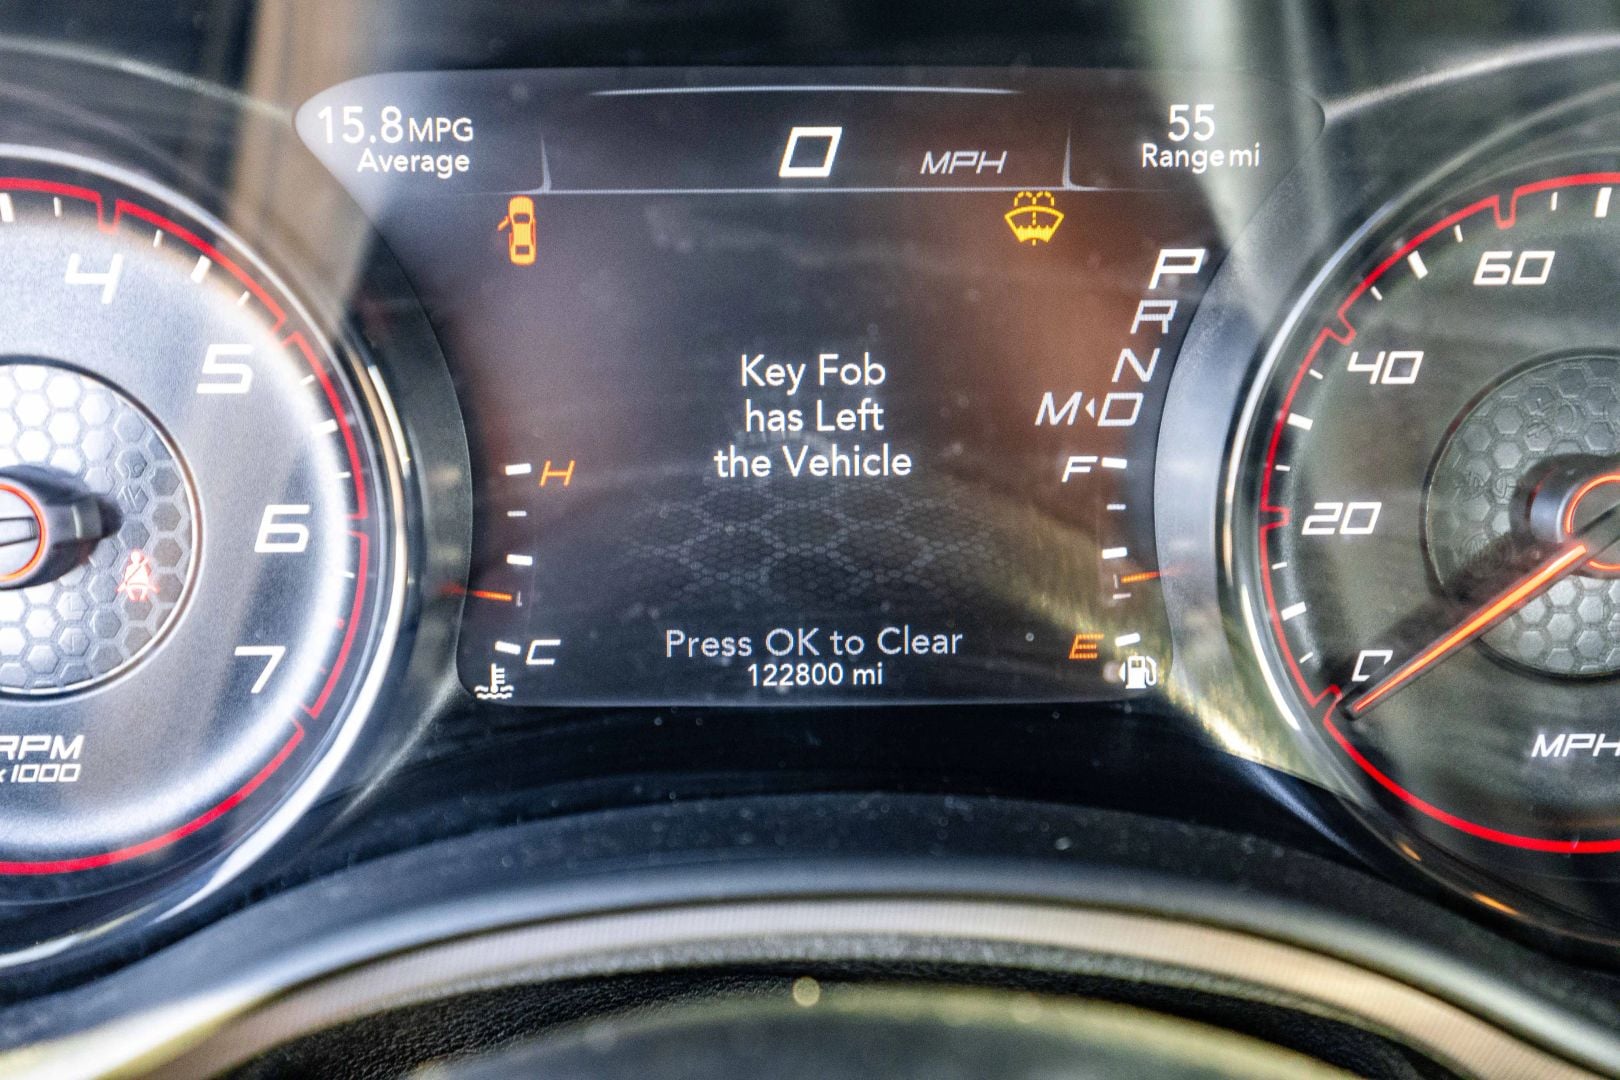 15.8 MPG
Average
0 MPH
55
Range mi
4
5
6
7
RPM
x1000
Key Fob
has Left
the Vehicle
Press OK to Clear
122800 mi
H
C
P
R
N
M D
F
E
60
40
20
0
MPH